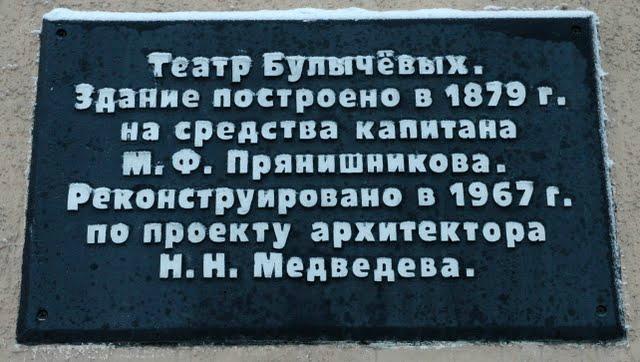 Театр Булычёвых.
Здание построено в 1879 г.
на средства капитана
М. Ф. Прянишникова.
Реконструировано в 1967 г.
по проекту архитектора
Н. Н. Медведева.